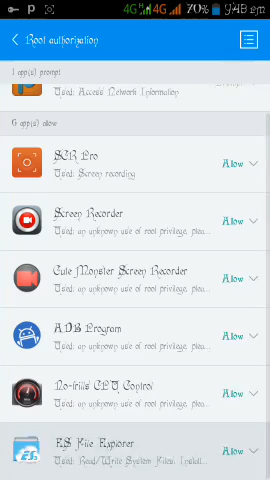 4G H 4G 70%
Root authorization
1 app(s) prompt
Used: Access Network Information
6 app(s) allow
SCR Pro
Used: Screen recording
Allow
Screen Recorder
Used: an unknown use of root privilege, plea...
Allow
Cute Monster Screen Recorder
Used: an unknown use of root privilege, plea...
Allow
ADB Program
Used: an unknown use of root privilege, plea...
Allow
No-frills CPU Control
Used: an unknown use of root privilege, plea...
Allow
ES File Explorer
Used: Read/Write System Files, Install...
Allow